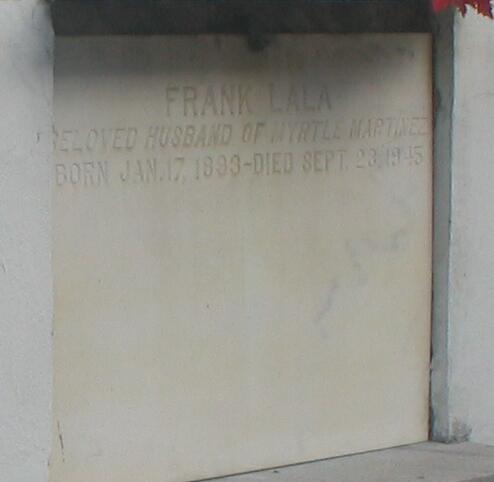 FRANK LALA
BELOVED HUSBAND OF MYRTLE MARTINEZ
BORN JAN. 17, 1893-DIED SEPT. 23, 1945